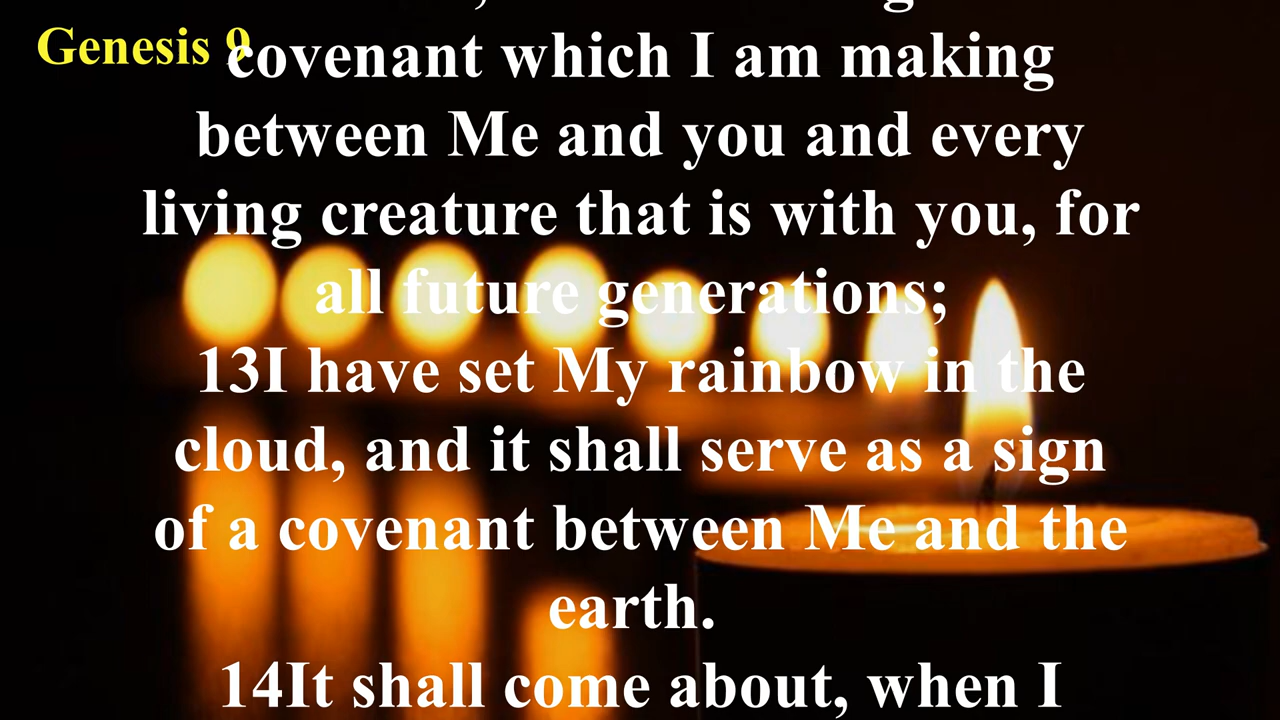 Genesis 9
covenant which I am making
between Me and you and every
living creature that is with you, for
all future generations;
13I have set My rainbow in the
cloud, and it shall serve as a sign
of a covenant between Me and the
earth.
14It shall come about, when I